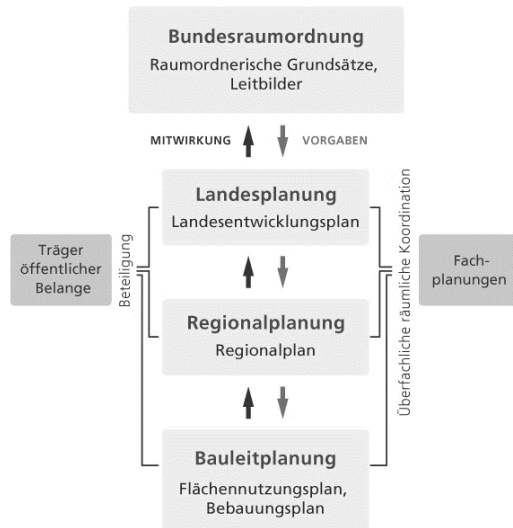 Bundesraumordnung
Raumordnerische Grundsätze,
Leitbilder
MITWIRKUNG
VORGABEN
Landesplanung
Landesentwicklungsplan
Träger
öffentlicher
Belange
Beteiligung
Überfachliche räumliche Koordination
Fach-
planungen
Regionalplanung
Regionalplan
Bauleitplanung
Flächennutzungsplan,
Bebauungsplan